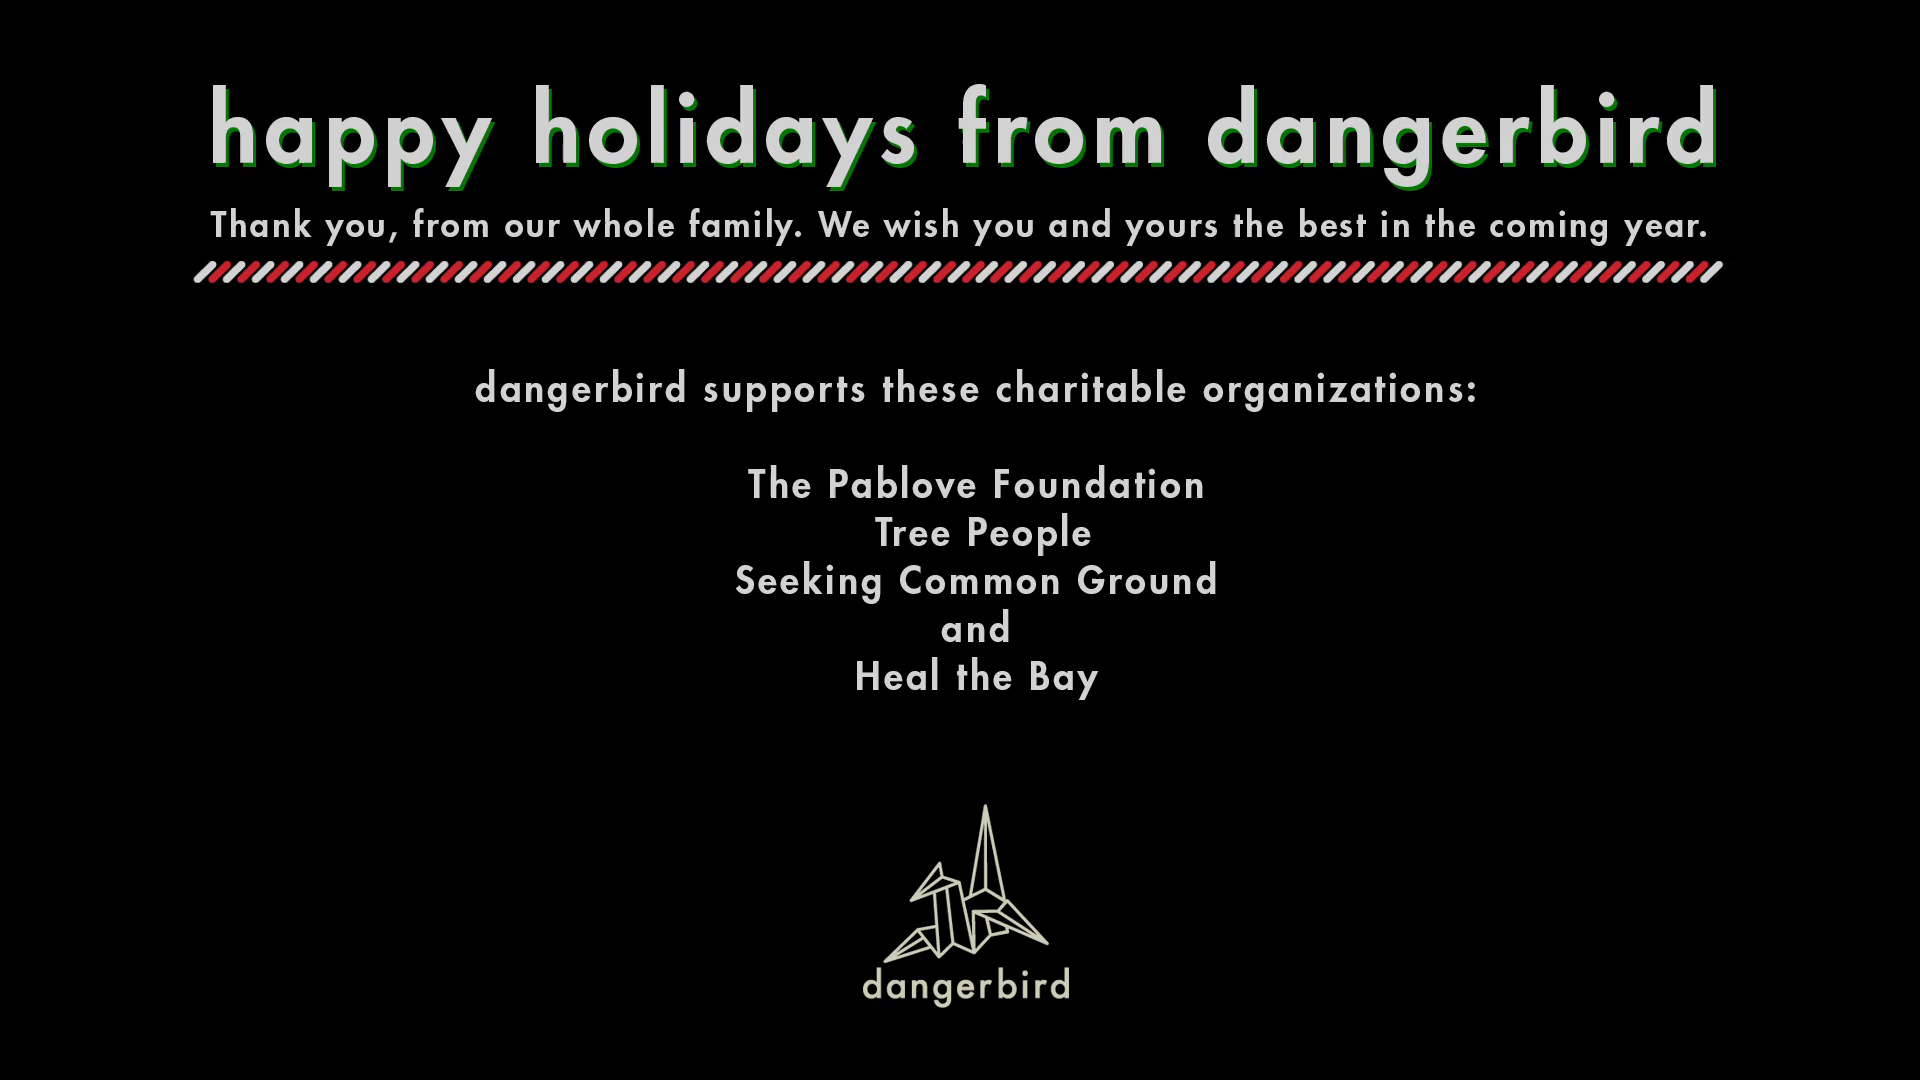 happy holidays from dangerbird
Thank you, from our whole family. We wish you and yours the best in the coming year.
dangerbird supports these charitable organizations:
The Pablove Foundation
Tree People
Seeking Common Ground
and
Heal the Bay
dangerbird